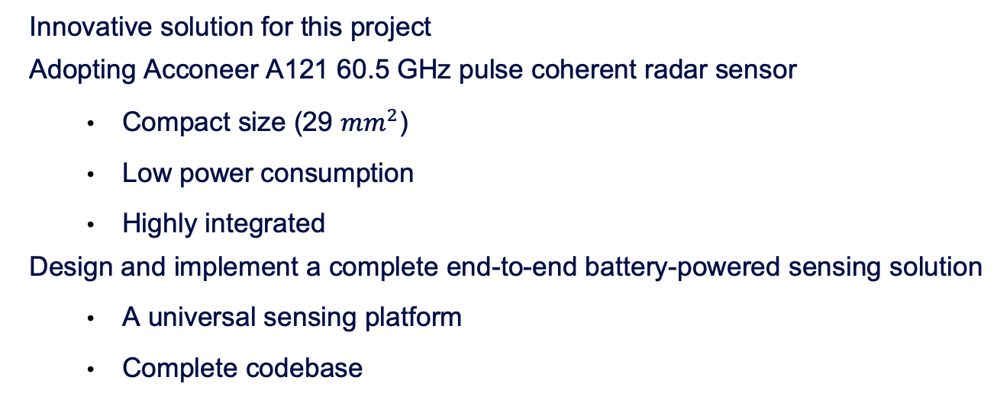 Innovative solution for this project
Adopting Acconeer A121 60.5 GHz pulse coherent radar sensor
• Compact size (29 mm²)
• Low power consumption
• Highly integrated
Design and implement a complete end-to-end battery-powered sensing solution
• A universal sensing platform
• Complete codebase